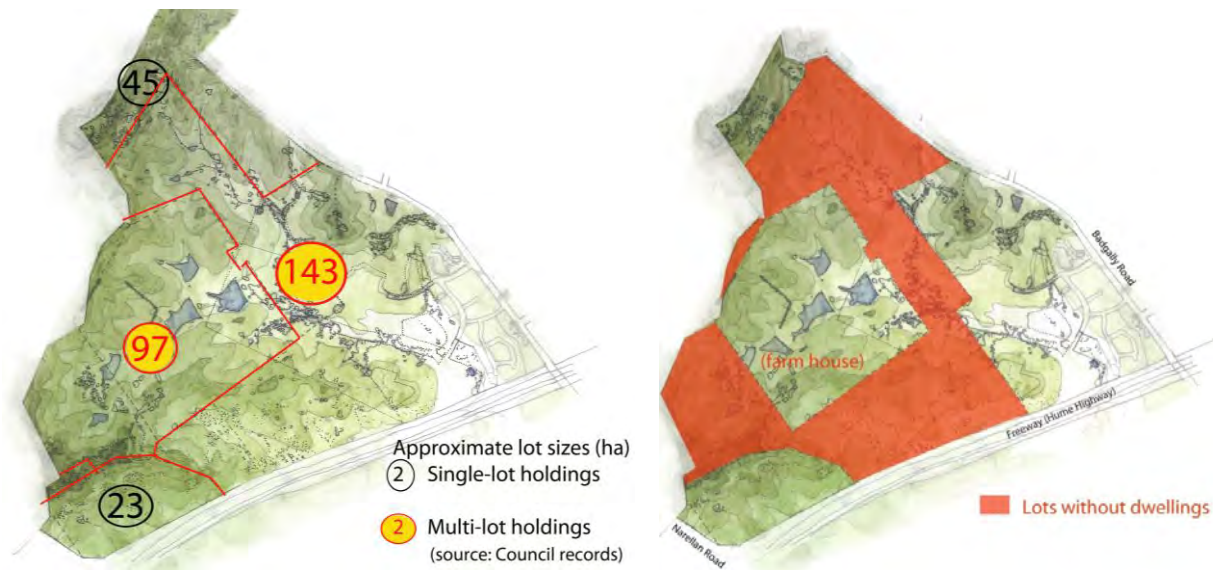 45
143
97
23
Approximate lot sizes (ha)
2 Single-lot holdings
2 Multi-lot holdings
(source: Council records)
(farm house)
Badgally Road
Freeway (Hume Highway)
Narellan Road
Lots without dwellings